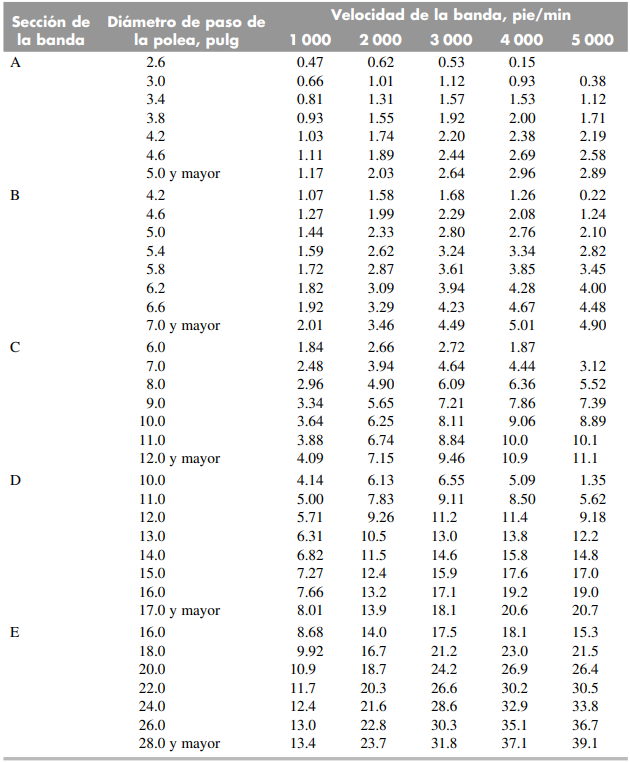 Sección de la banda Diámetro de paso de la polea, pulg Velocidad de la banda, pie/min
1 000 2 000 3 000 4 000 5 000
A 2.6 0.47 0.62 0.53 0.15
3.0 0.66 1.01 1.12 0.93 0.38
3.4 0.81 1.31 1.57 1.53 1.12
3.8 0.93 1.55 1.92 2.00 1.71
4.2 1.03 1.74 2.20 2.38 2.19
4.6 1.11 1.89 2.44 2.69 2.58
5.0 y mayor 1.17 2.03 2.64 2.96 2.89
B 4.2 1.07 1.58 1.68 1.26 0.22
4.6 1.27 1.99 2.29 2.08 1.24
5.0 1.44 2.33 2.80 2.76 2.10
5.4 1.59 2.62 3.24 3.34 2.82
5.8 1.72 2.87 3.61 3.85 3.45
6.2 1.82 3.09 3.94 4.28 4.00
6.6 1.92 3.29 4.23 4.67 4.48
7.0 y mayor 2.01 3.46 4.49 5.01 4.90
C 6.0 1.84 2.66 2.72 1.87
7.0 2.48 3.94 4.64 4.44 3.12
8.0 2.96 4.90 6.09 6.36 5.52
9.0 3.34 5.65 7.21 7.86 7.39
10.0 3.64 6.25 8.11 9.06 8.89
11.0 3.88 6.74 8.84 10.0 10.1
12.0 y mayor 4.09 7.15 9.46 10.9 11.1
D 10.0 4.14 6.13 6.55 5.09 1.35
11.0 5.00 7.83 9.11 8.50 5.62
12.0 5.71 9.26 11.2 11.4 9.18
13.0 6.31 10.5 13.0 13.8 12.2
14.0 6.82 11.5 14.6 15.8 14.8
15.0 7.27 12.4 15.9 17.6 17.0
16.0 7.66 13.2 17.1 19.2 19.0
17.0 y mayor 8.01 13.9 18.1 20.6 20.7
E 16.0 8.68 14.0 17.5 18.1 15.3
18.0 9.92 16.7 21.2 23.0 21.5
20.0 10.9 18.7 24.2 26.9 26.4
22.0 11.7 20.3 26.6 30.2 30.5
24.0 12.4 21.6 28.6 32.9 33.8
26.0 13.0 22.8 30.3 35.1 36.7
28.0 y mayor 13.4 23.7 31.8 37.1 39.1